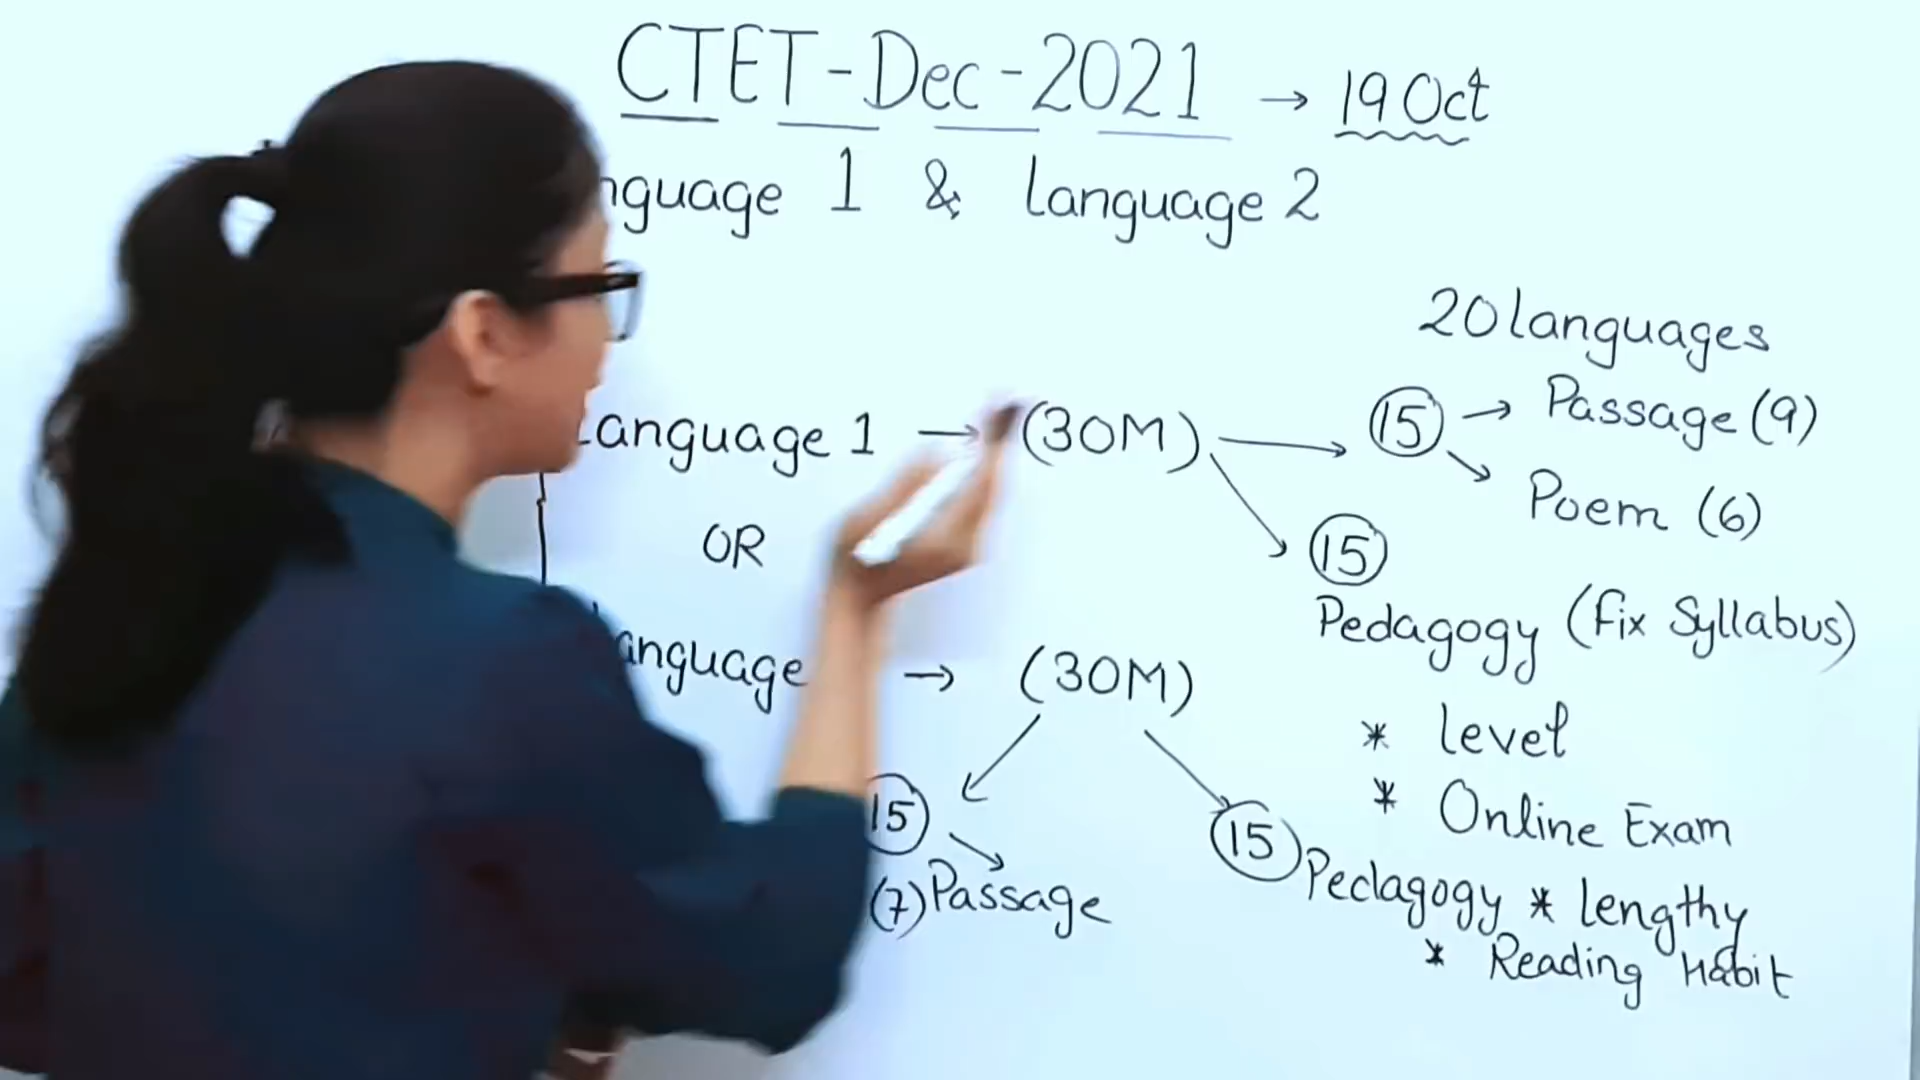 CTET-Dec-2021 → 19 Oct
nguage 1 & Language 2
20 languages
Language 1 → (30M) → 15 → Passage (9)
Poem (6)
OR
15
Pedagogy (fix Syllabus)
anguage → (30M)
* level
* Online Exam
15
15
Pedagogy * lengthy
(7) Passage
* Reading Habit